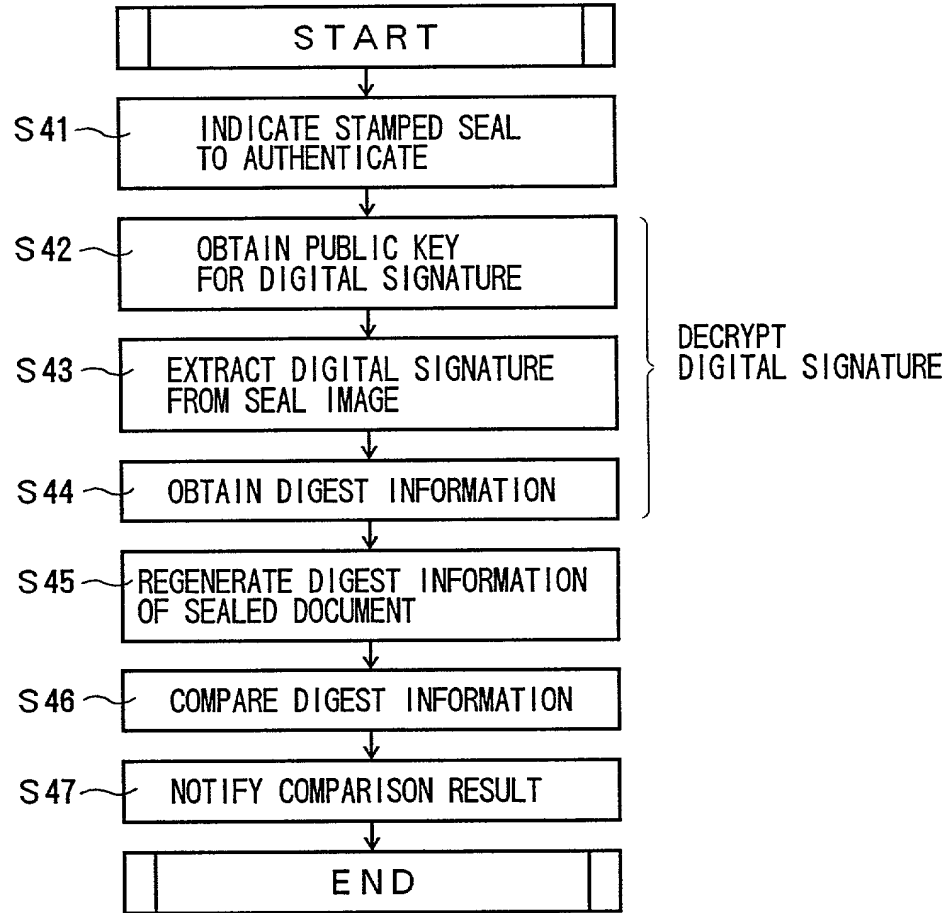 START
S41
INDICATE STAMPED SEAL
TO AUTHENTICATE
S42
OBTAIN PUBLIC KEY
FOR DIGITAL SIGNATURE
S43
EXTRACT DIGITAL SIGNATURE
FROM SEAL IMAGE
DECRYPT
DIGITAL SIGNATURE
S44
OBTAIN DIGEST INFORMATION
S45
REGENERATE DIGEST INFORMATION
OF SEALED DOCUMENT
S46
COMPARE DIGEST INFORMATION
S47
NOTIFY COMPARISON RESULT
END